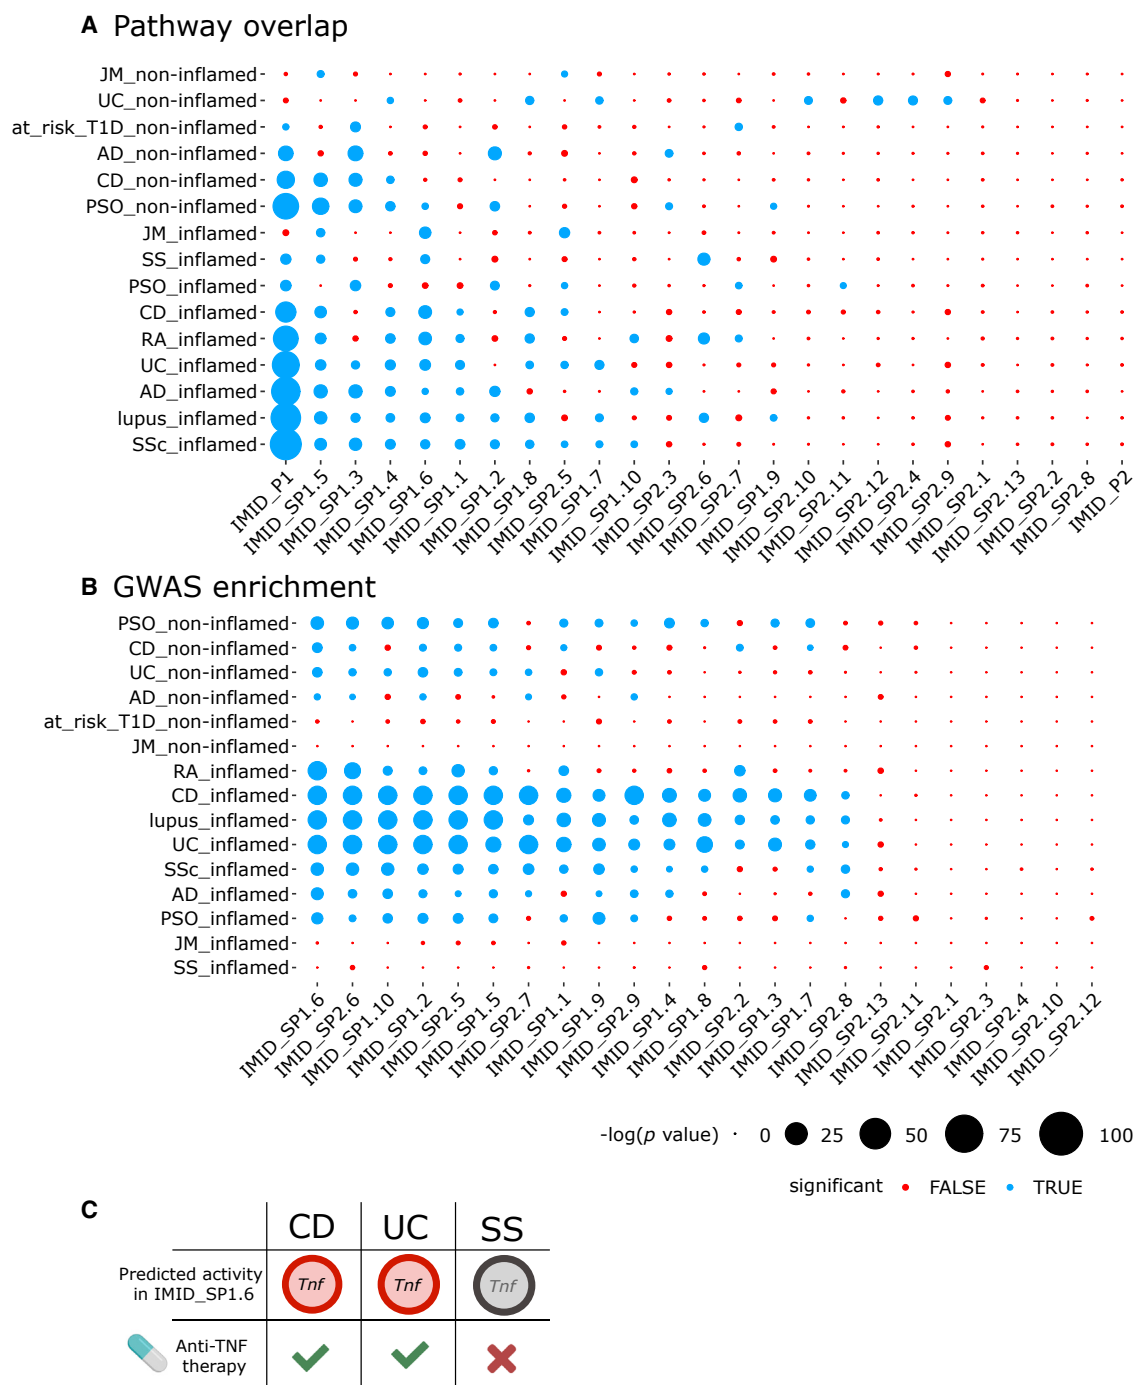 A Pathway overlap
JM_non-inflamed
UC_non-inflamed
at_risk_T1D_non-inflamed
AD_non-inflamed
CD_non-inflamed
PSO_non-inflamed
JM_inflamed
SS_inflamed
PSO_inflamed
CD_inflamed
RA_inflamed
UC_inflamed
AD_inflamed
lupus_inflamed
SSc_inflamed
IMID_P1
IMID_SP1.5
IMID_SP1.3
IMID_SP1.4
IMID_SP1.6
IMID_SP1.1
IMID_SP1.2
IMID_SP1.8
IMID_SP2.5
IMID_SP1.7
IMID_SP1.10
IMID_SP2.3
IMID_SP2.6
IMID_SP2.7
IMID_SP1.9
IMID_SP2.10
IMID_SP2.11
IMID_SP2.12
IMID_SP2.4
IMID_SP2.9
IMID_SP2.1
IMID_SP2.13
IMID_SP2.2
IMID_SP2.8
IMID_P2
B GWAS enrichment
PSO_non-inflamed
CD_non-inflamed
UC_non-inflamed
AD_non-inflamed
at_risk_T1D_non-inflamed
JM_non-inflamed
RA_inflamed
CD_inflamed
lupus_inflamed
UC_inflamed
SSc_inflamed
AD_inflamed
PSO_inflamed
JM_inflamed
SS_inflamed
IMID_SP1.6
IMID_SP2.6
IMID_SP1.10
IMID_SP1.2
IMID_SP2.5
IMID_SP1.5
IMID_SP2.7
IMID_SP1.1
IMID_SP1.9
IMID_SP2.9
IMID_SP1.4
IMID_SP1.8
IMID_SP2.2
IMID_SP1.3
IMID_SP1.7
IMID_SP2.8
IMID_SP2.13
IMID_SP2.11
IMID_SP2.1
IMID_SP2.3
IMID_SP2.4
IMID_SP2.10
IMID_SP2.12
-log(p value) 0 25 50 75 100
significant FALSE TRUE
C
CD UC SS
Predicted activity
in IMID_SP1.6
Tnf Tnf Tnf
Anti-TNF
therapy